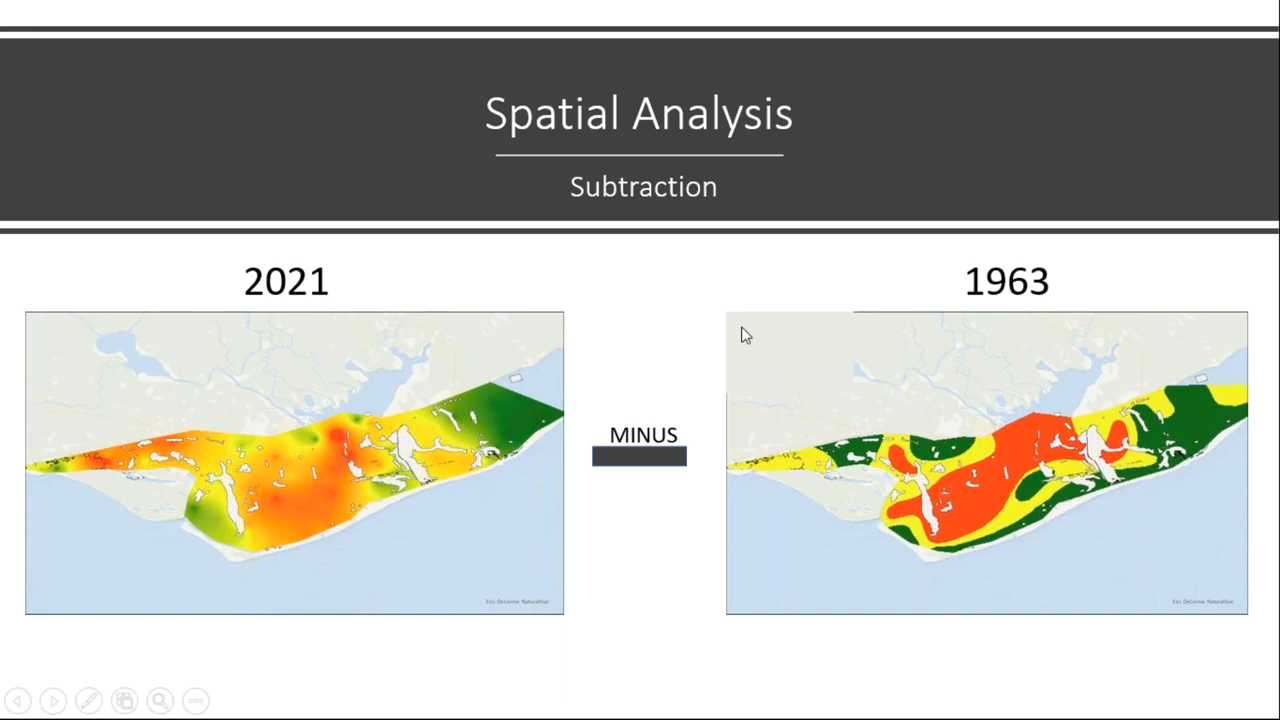 Spatial Analysis
Subtraction
2021
1963
MINUS
Esri, DeLorme, NaturalVue
Esri, DeLorme, NaturalVue